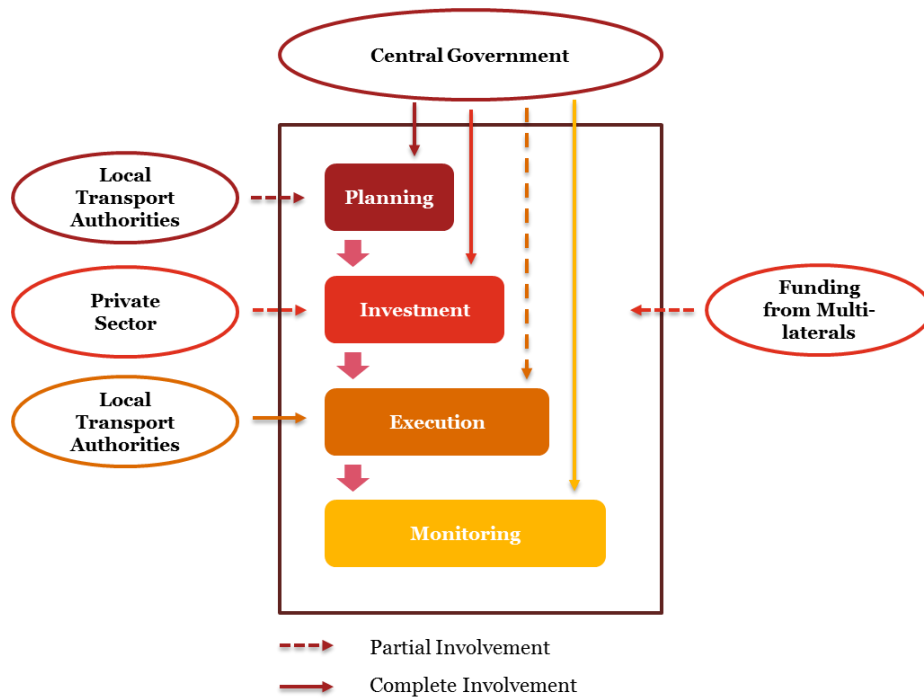 Central Government
Local
Transport
Authorities
Planning
Private
Sector
Investment
Funding
from Multi-
laterals
Local
Transport
Authorities
Execution
Monitoring
Partial Involvement
Complete Involvement